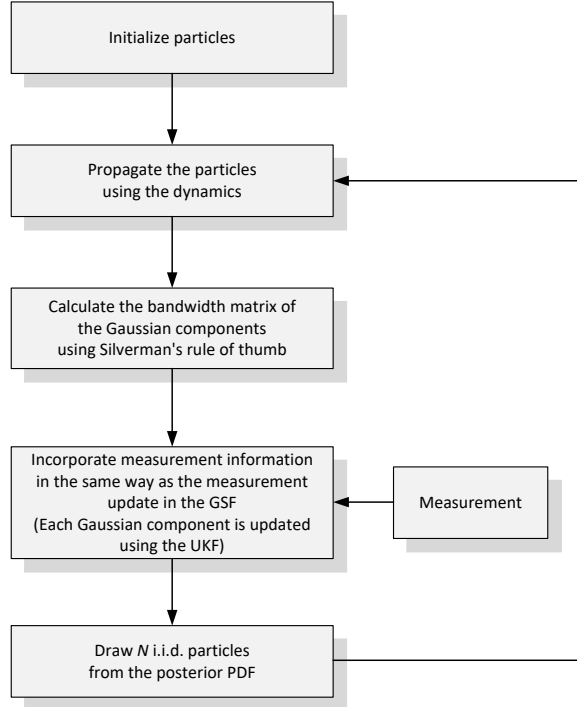 Initialize particles
Propagate the particles
using the dynamics
Calculate the bandwidth matrix of
the Gaussian components
using Silverman's rule of thumb
Incorporate measurement information
in the same way as the measurement
update in the GSF
(Each Gaussian component is updated
using the UKF)
Measurement
Draw N i.i.d. particles
from the posterior PDF